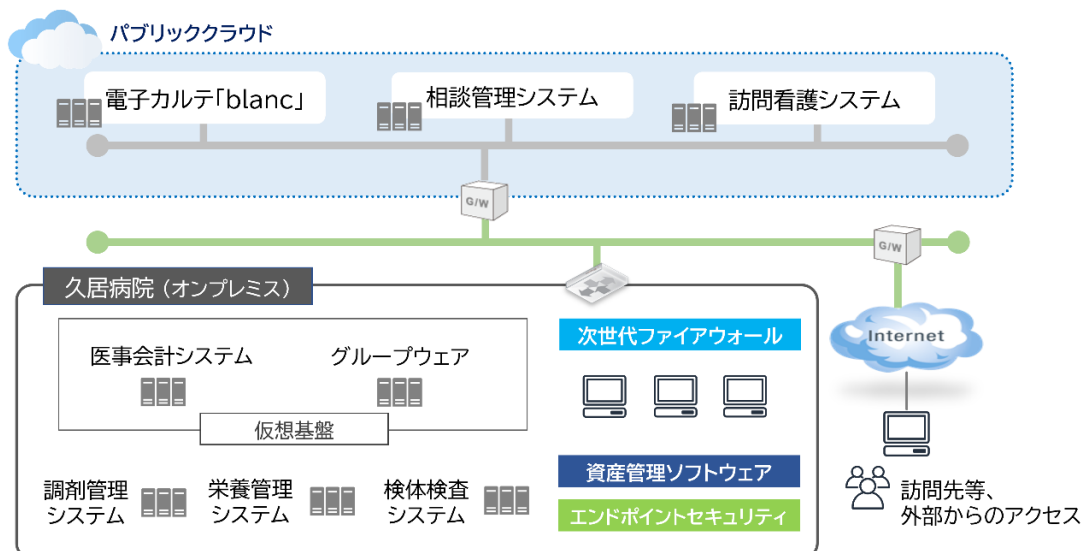 パブリッククラウド
電子カルテ「blanc」
相談管理システム
訪問看護システム
G/W
G/W
久居病院（オンプレミス）
医事会計システム
グループウェア
仮想基盤
調剤管理
システム
栄養管理
システム
検体検査
システム
次世代ファイアウォール
資産管理ソフトウェア
エンドポイントセキュリティ
Internet
訪問先等、
外部からのアクセス